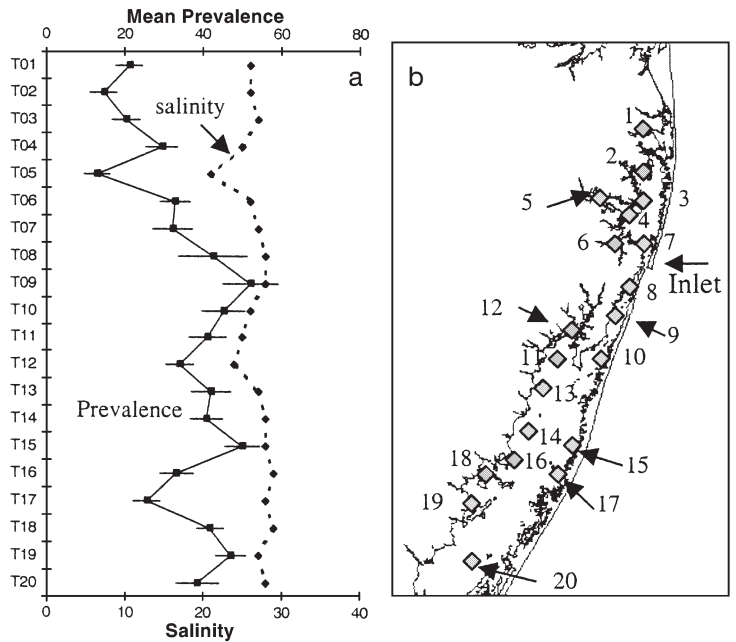 Mean Prevalence
0 20 40 60 80
a
b
T01
T02
T03
T04
T05
T06
T07
T08
T09
T10
T11
T12
T13
T14
T15
T16
T17
T18
T19
T20
salinity
Prevalence
0 10 20 30 40
Salinity
1
2
5
3
4
6
7
Inlet
8
12
9
11
10
13
14
18
16
15
19
17
20